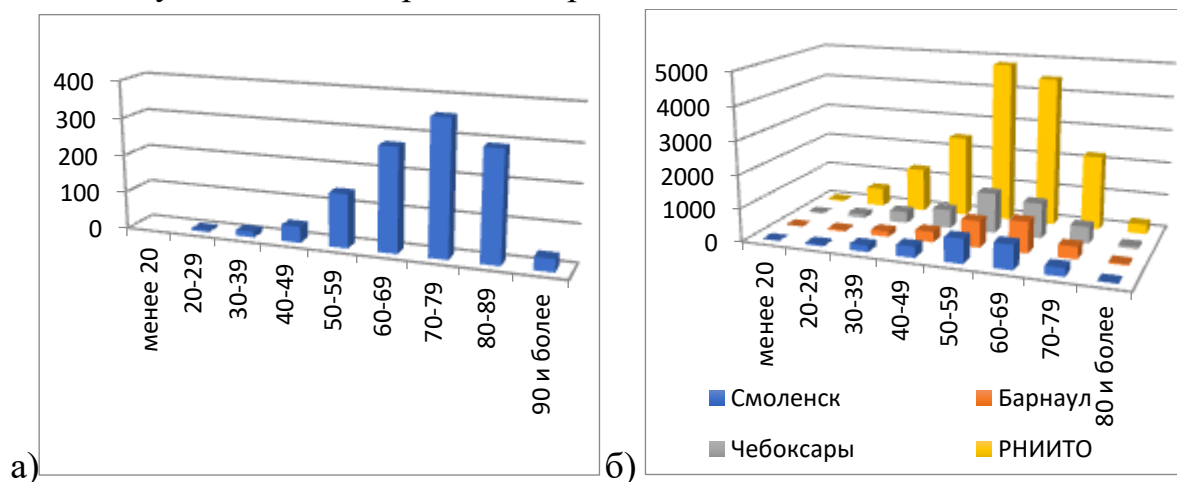 400
300
200
100
0
менее 20
20-29
30-39
40-49
50-59
60-69
70-79
80-89
90 и более
а)
5000
4000
3000
2000
1000
0
менее 20
20-29
30-39
40-49
50-59
60-69
70-79
80 и более
Смоленск
Барнаул
Чебоксары
РНИИТО
б)